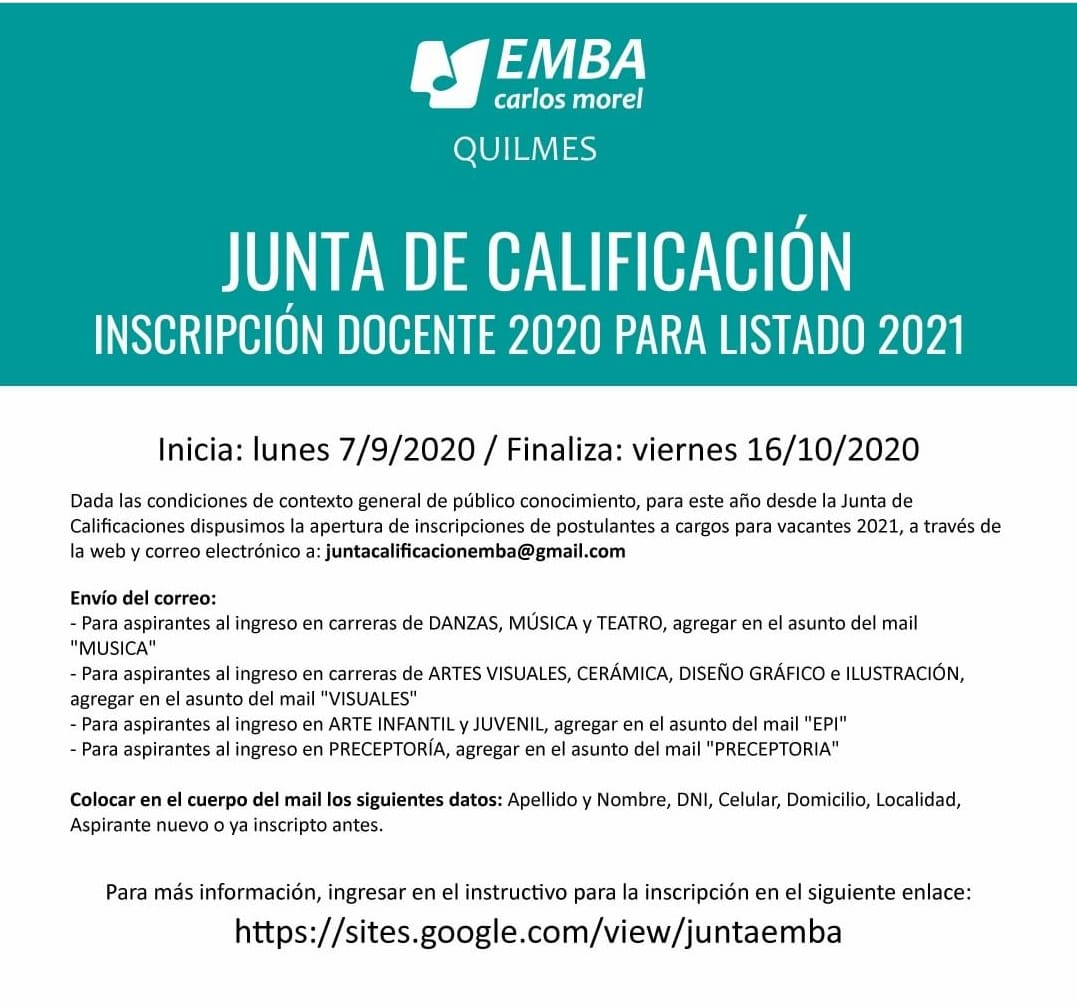 EMBA
carlos morel
QUILMES
JUNTA DE CALIFICACIÓN
INSCRIPCIÓN DOCENTE 2020 PARA LISTADO 2021
Inicia: lunes 7/9/2020 / Finaliza: viernes 16/10/2020
Dada las condiciones de contexto general de público conocimiento, para este año desde la Junta de
Calificaciones dispusimos la apertura de inscripciones de postulantes a cargos para vacantes 2021, a través de
la web y correo electrónico a: juntacalificacionemba@gmail.com
Envío del correo:
- Para aspirantes al ingreso en carreras de DANZAS, MÚSICA y TEATRO, agregar en el asunto del mail
"MUSICA"
- Para aspirantes al ingreso en carreras de ARTES VISUALES, CERÁMICA, DISEÑO GRÁFICO e ILUSTRACIÓN,
agregar en el asunto del mail "VISUALES"
- Para aspirantes al ingreso en ARTE INFANTIL y JUVENIL, agregar en el asunto del mail "EPI"
- Para aspirantes al ingreso en PRECEPTORÍA, agregar en el asunto del mail "PRECEPTORIA"
Colocar en el cuerpo del mail los siguientes datos: Apellido y Nombre, DNI, Celular, Domicilio, Localidad,
Aspirante nuevo o ya inscripto antes.
Para más información, ingresar en el instructivo para la inscripción en el siguiente enlace:
https://sites.google.com/view/juntaemba